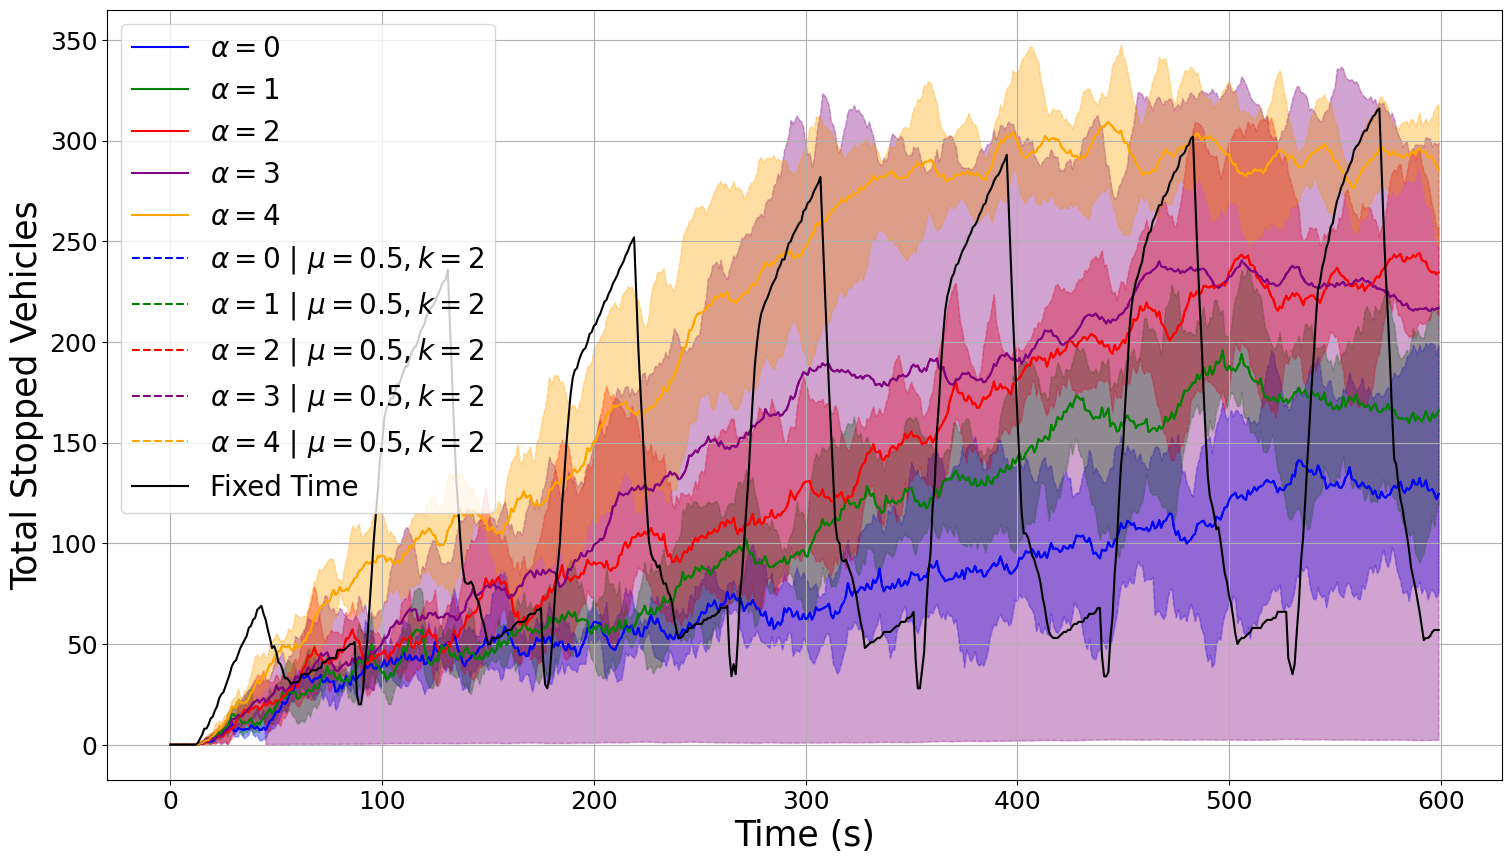 350
300
250
200
150
100
50
0
Total Stopped Vehicles
α = 0
α = 1
α = 2
α = 3
α = 4
α = 0 | μ = 0.5, k = 2
α = 1 | μ = 0.5, k = 2
α = 2 | μ = 0.5, k = 2
α = 3 | μ = 0.5, k = 2
α = 4 | μ = 0.5, k = 2
Fixed Time
0 100 200 300 400 500 600
Time (s)